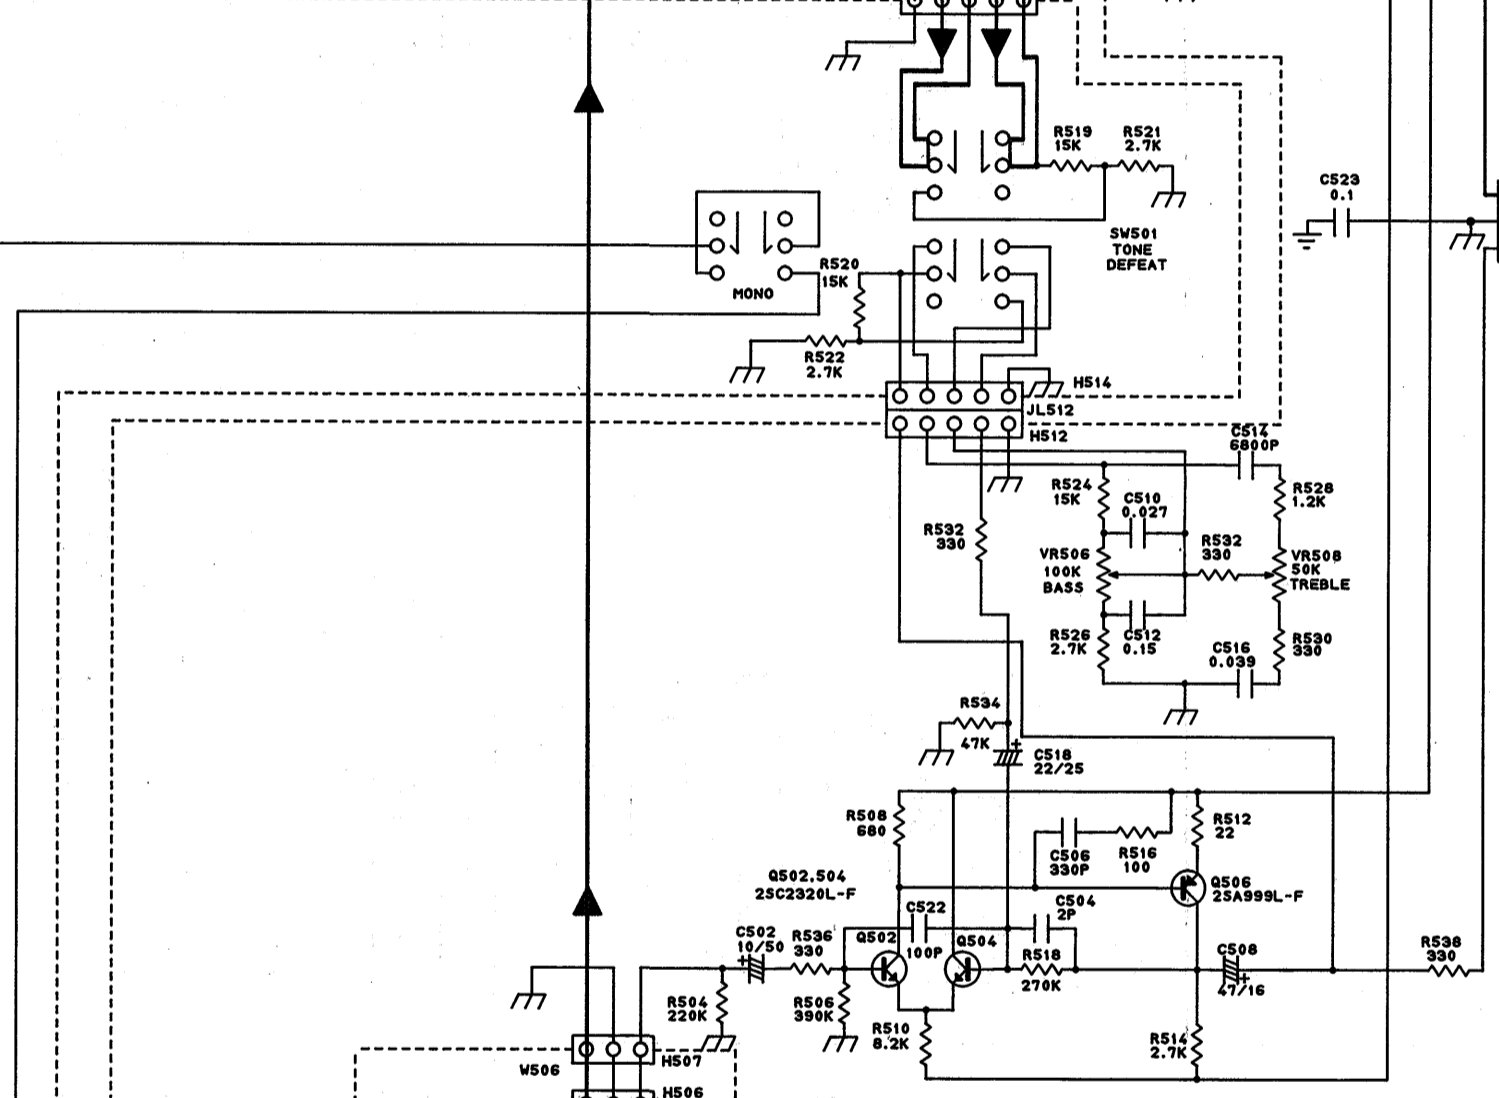 R519
15K
R521
2.7K
C523
0.1
SW501
TONE
DEFEAT
MONO
R520
15K
R522
2.7K
H514
JL512
H512
C514
6800P
R524
15K
C510
0.027
R528
1.2K
R532
330
VR506
100K
BASS
R532
330
VR508
50K
TREBLE
R526
2.7K
C512
0.15
C516
0.039
R530
330
R534
47K
+
C518
22/25
R508
680
C506
330P
R516
100
R512
22
Q502.504
2SC2320L-F
Q506
2SA999L-F
C522
100P
C504
2P
C502
10/50
+
R536
330
Q502
Q504
R518
270K
C508
47/16
+
R538
330
R504
220K
R506
390K
R510
8.2K
R514
2.7K
W506
H507
H506